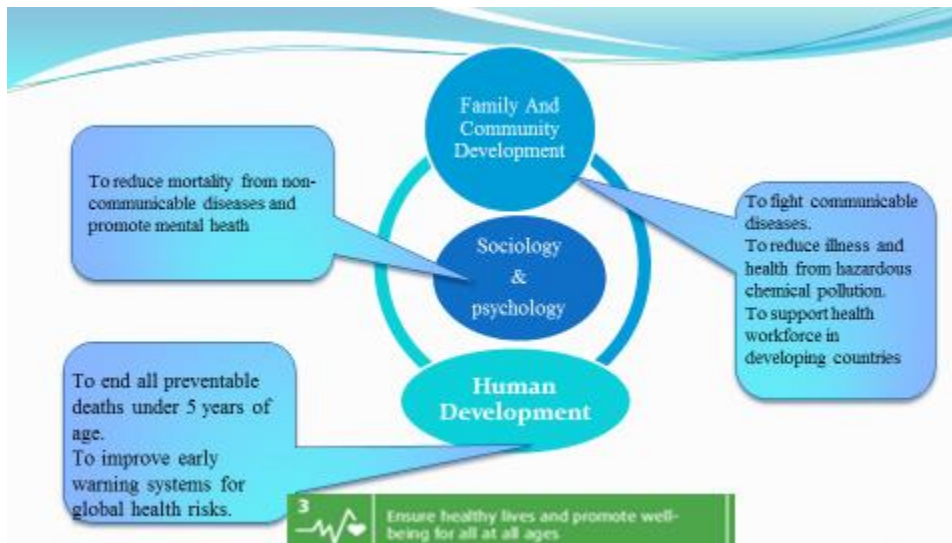 Family And
Community
Development
To reduce mortality from non-
communicable diseases and
promote mental heath
Sociology
&
psychology
To fight communicable
diseases.
To reduce illness and
health from hazardous
chemical pollution.
To support health
workforce in
developing countries
Human
Development
To end all preventable
deaths under 5 years of
age.
To improve early
warning systems for
global health risks.
3
Ensure healthy lives and promote well-
being for all at all ages